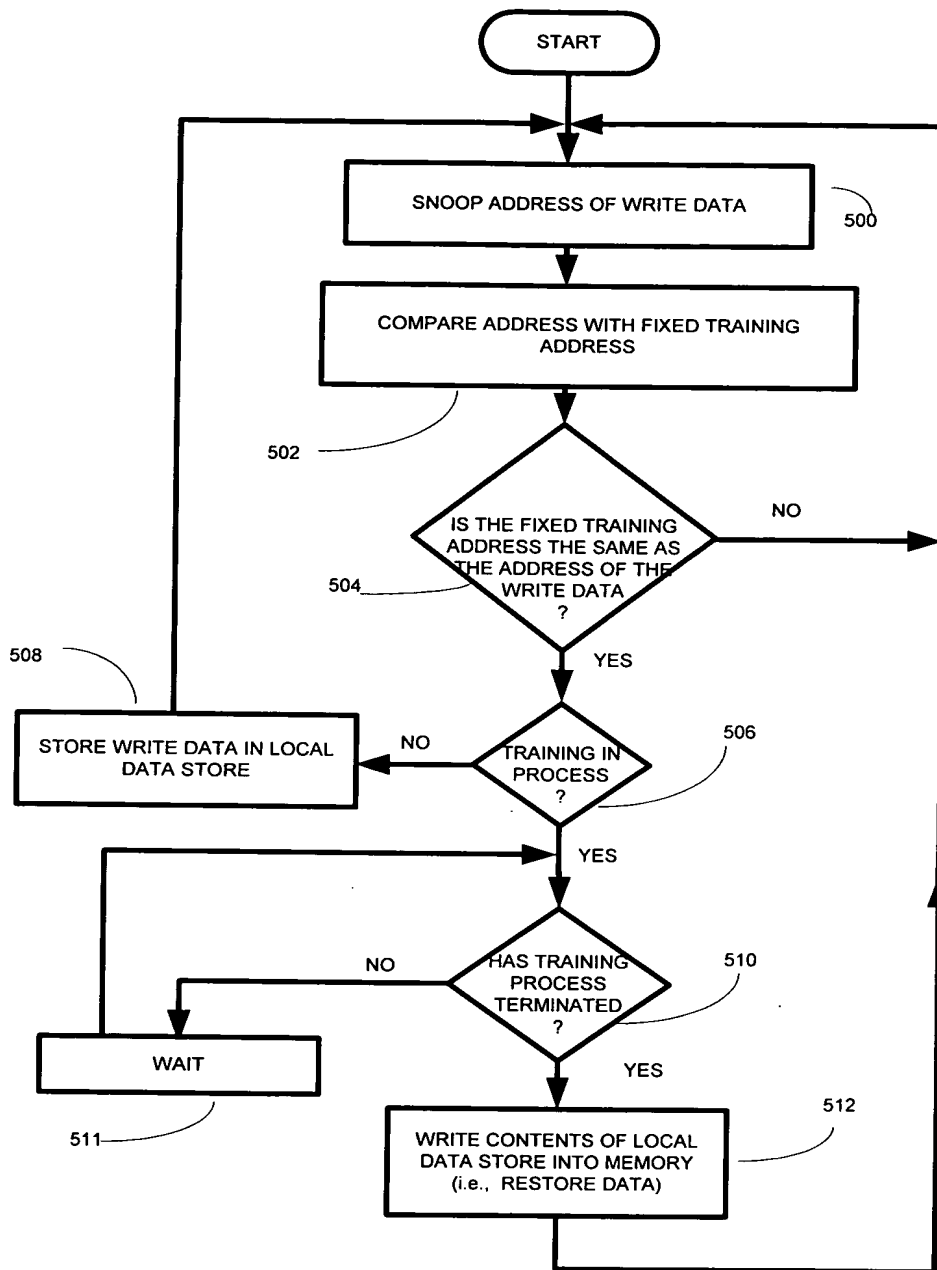 START
SNOOP ADDRESS OF WRITE DATA
500
COMPARE ADDRESS WITH FIXED TRAINING
ADDRESS
502
IS THE FIXED TRAINING
ADDRESS THE SAME AS
THE ADDRESS OF THE
WRITE DATA
?
NO
504
YES
508
STORE WRITE DATA IN LOCAL
DATA STORE
NO
TRAINING IN
PROCESS
?
506
YES
NO
HAS TRAINING
PROCESS
TERMINATED
?
510
WAIT
511
YES
512
WRITE CONTENTS OF LOCAL
DATA STORE INTO MEMORY
(i.e., RESTORE DATA)